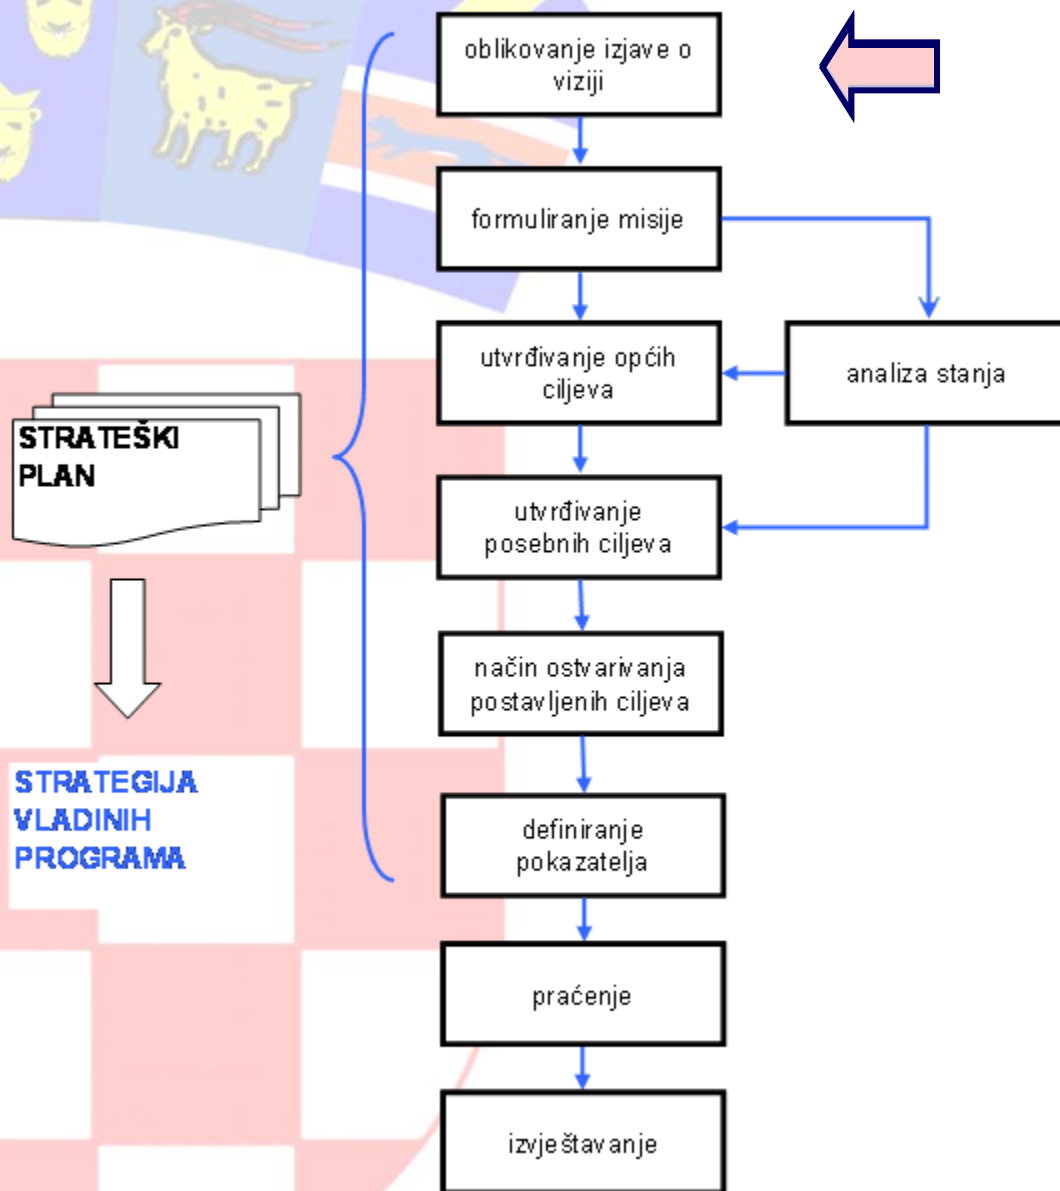 oblikovanje izjave o
viziji
formuliranje misije
utvrđivanje općih
ciljeva
analiza stanja
STRATEŠKI
PLAN
utvrđivanje
posebnih ciljeva
način ostvarivanja
postavljenih ciljeva
STRATEGIJA
VLADINIH
PROGRAMA
definiranje
pokazatelja
praćenje
izvještavanje